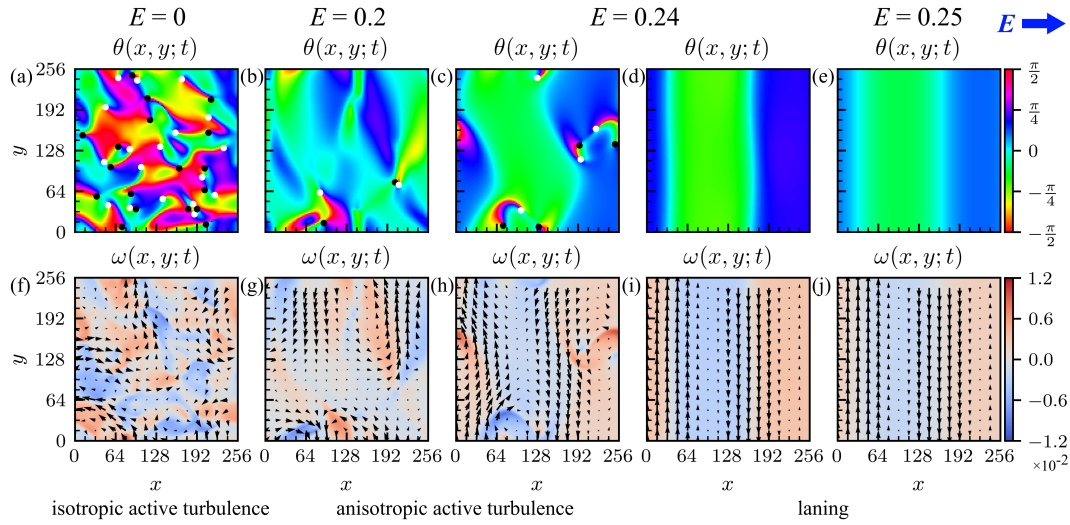 E = 0 E = 0.2 E = 0.24 E = 0.25 E
θ(x, y; t) θ(x, y; t) θ(x, y; t) θ(x, y; t) θ(x, y; t)
(a) (b) (c) (d) (e)
256 π/2
192 π/4
y 128 0
64 −π/4
0 −π/2
ω(x, y; t) ω(x, y; t) ω(x, y; t) ω(x, y; t) ω(x, y; t)
(f) (g) (h) (i) (j)
256 1.2
192 0.6
y 128 0.0
64 −0.6
0 −1.2
0 64 128 192 256 0 64 128 192 256 0 64 128 192 256 0 64 128 192 256 0 64 128 192 256 ×10⁻²
x x x x x
isotropic active turbulence anisotropic active turbulence laning